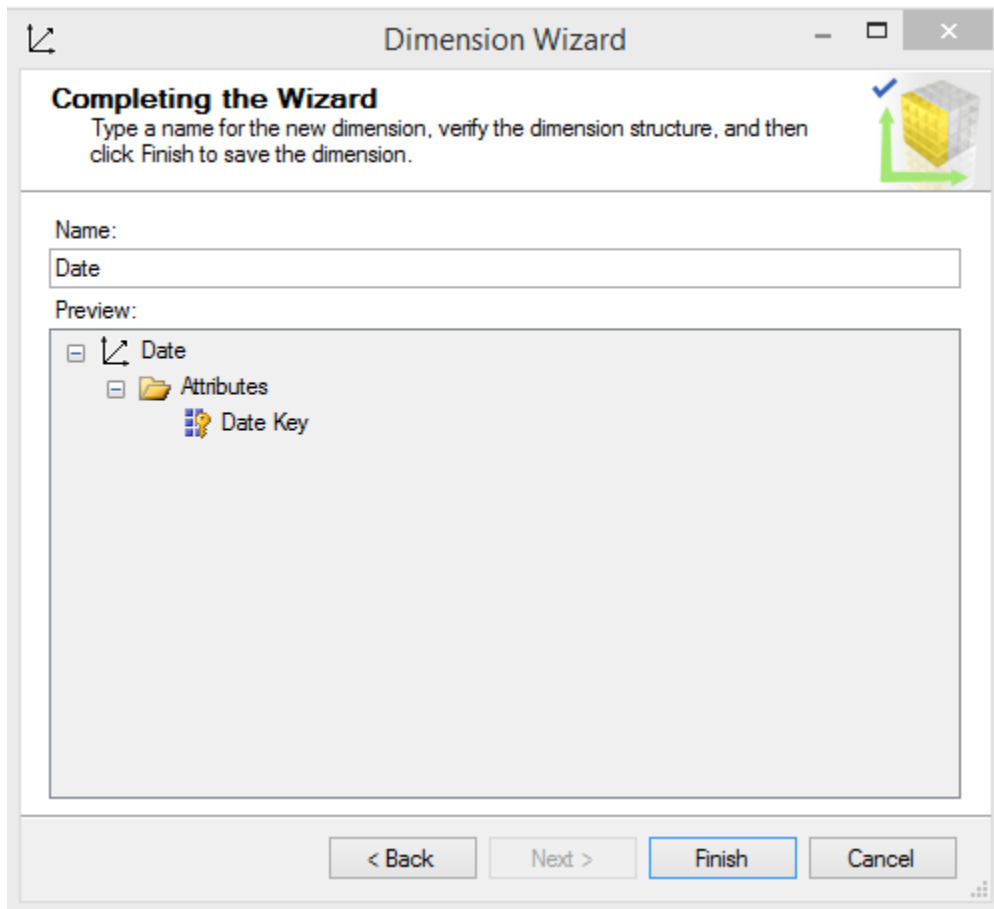 Dimension Wizard
Completing the Wizard
Type a name for the new dimension, verify the dimension structure, and then
click Finish to save the dimension.
Name:
Date
Preview:
Date
Attributes
Date Key
< Back
Next >
Finish
Cancel